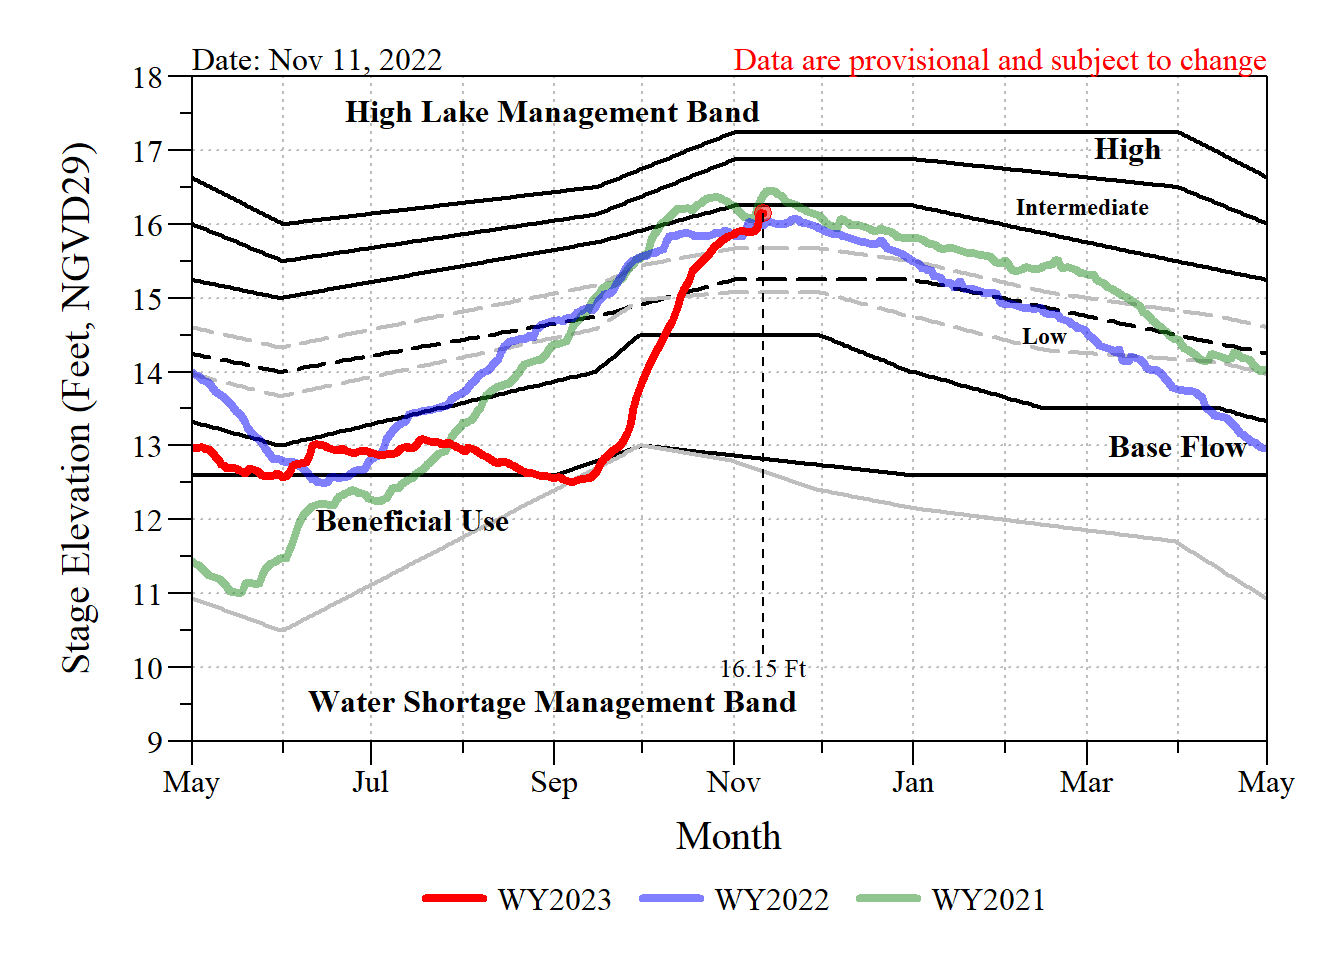 Date: Nov 11, 2022
Data are provisional and subject to change
18
17
16
15
14
13
12
11
10
9
Stage Elevation (Feet, NGVD29)
High Lake Management Band
High
Intermediate
Low
Base Flow
Beneficial Use
16.15 Ft
Water Shortage Management Band
May Jul Sep Nov Jan Mar May
Month
WY2023 WY2022 WY2021